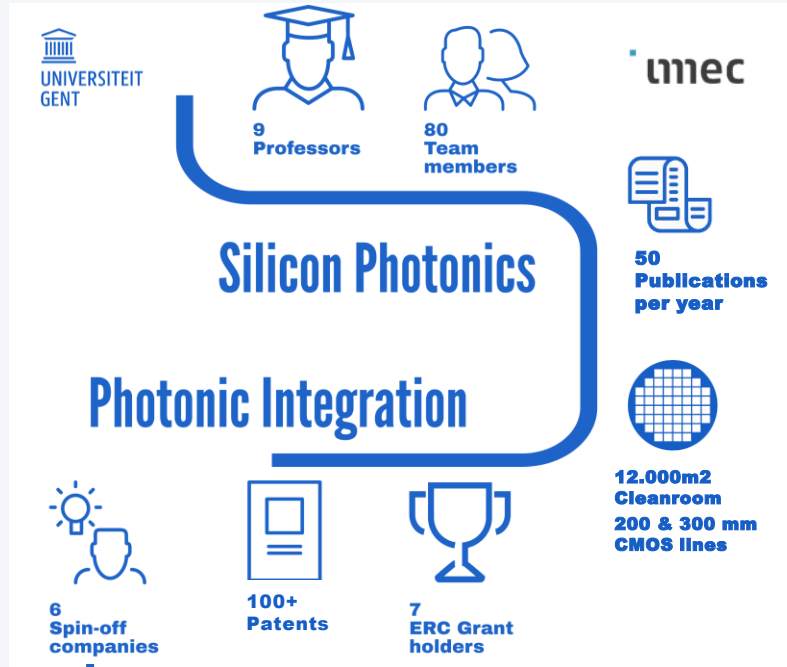 UNIVERSITEIT
GENT
9
Professors
80
Team
members
imec
50
Publications
per year
Silicon Photonics
Photonic Integration
12.000m2
Cleanroom
200 & 300 mm
CMOS lines
6
Spin-off
companies
100+
Patents
7
ERC Grant
holders